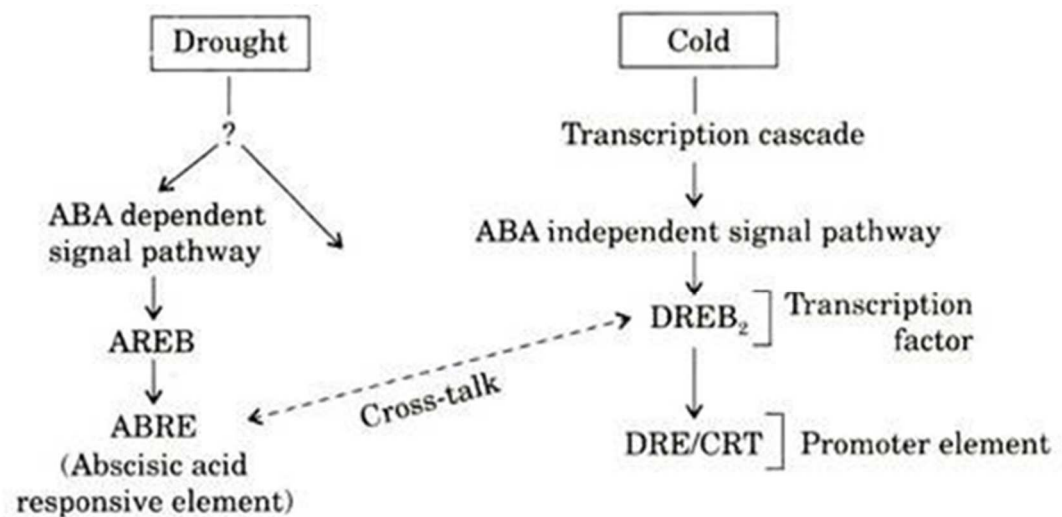 Drought
?
ABA dependent
signal pathway
AREB
ABRE
(Abscisic acid
responsive element)
Cross-talk
Cold
Transcription cascade
ABA independent signal pathway
DREB₂
Transcription
factor
DRE/CRT
Promoter element